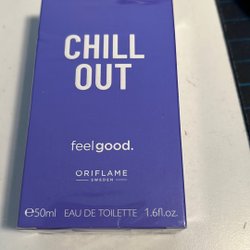 CHILL
OUT
feelgood.
ORIFLAME
SWEDEN
℮50ml EAU DE TOILETTE 1.6fl.oz.